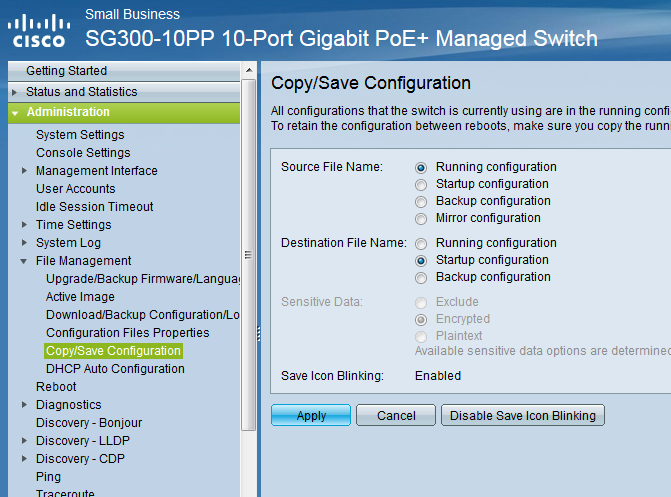 Small Business
CISCO
SG300-10PP 10-Port Gigabit PoE+ Managed Switch
Getting Started
Status and Statistics
Administration
System Settings
Console Settings
Management Interface
User Accounts
Idle Session Timeout
Time Settings
System Log
File Management
Upgrade/Backup Firmware/Langua
Active Image
Download/Backup Configuration/Lo
Configuration Files Properties
Copy/Save Configuration
DHCP Auto Configuration
Reboot
Diagnostics
Discovery - Bonjour
Discovery - LLDP
Discovery - CDP
Ping
Traceroute
Copy/Save Configuration
All configurations that the switch is currently using are in the running confi
To retain the configuration between reboots, make sure you copy the runn
Source File Name: Running configuration
Startup configuration
Backup configuration
Mirror configuration
Destination File Name: Running configuration
Startup configuration
Backup configuration
Sensitive Data: Exclude
Encrypted
Plaintext
Available sensitive data options are determined
Save Icon Blinking: Enabled
Apply Cancel Disable Save Icon Blinking